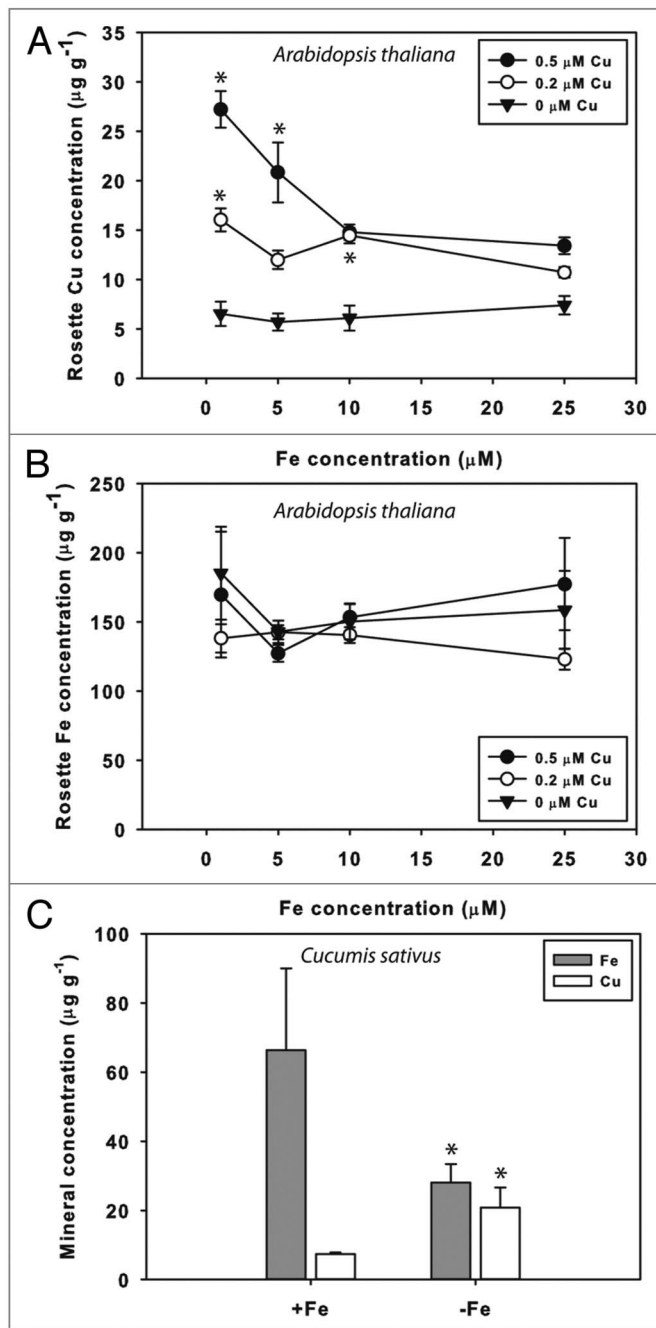 A
Arabidopsis thaliana
0.5 μM Cu
0.2 μM Cu
0 μM Cu
Rosette Cu concentration (μg g⁻¹)
35
30
25
20
15
10
5
0
*
*
*
*
0 5 10 15 20 25 30
Fe concentration (μM)
B
Arabidopsis thaliana
Rosette Fe concentration (μg g⁻¹)
250
200
150
100
50
0
0.5 μM Cu
0.2 μM Cu
0 μM Cu
0 5 10 15 20 25 30
Fe concentration (μM)
C
Cucumis sativus
Fe
Cu
Mineral concentration (μg g⁻¹)
100
80
60
40
20
0
* *
+Fe -Fe